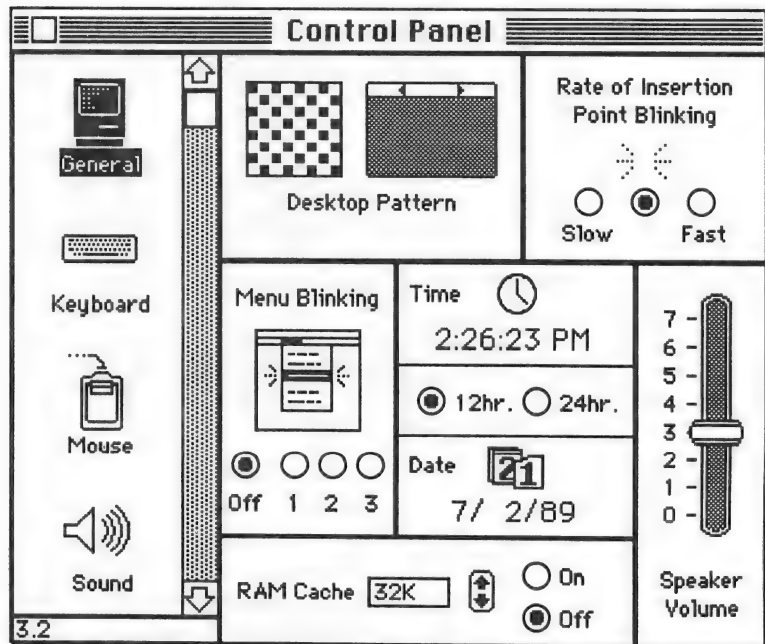 Control Panel
General
Keyboard
Mouse
Sound
3.2
Desktop Pattern
Rate of Insertion
Point Blinking
Slow Fast
Menu Blinking
Off 1 2 3
Time
2:26:23 PM
12hr. 24hr.
Date
21
7/ 2/89
7
6
5
4
3
2
1
0
Speaker
Volume
RAM Cache 32K
On
Off